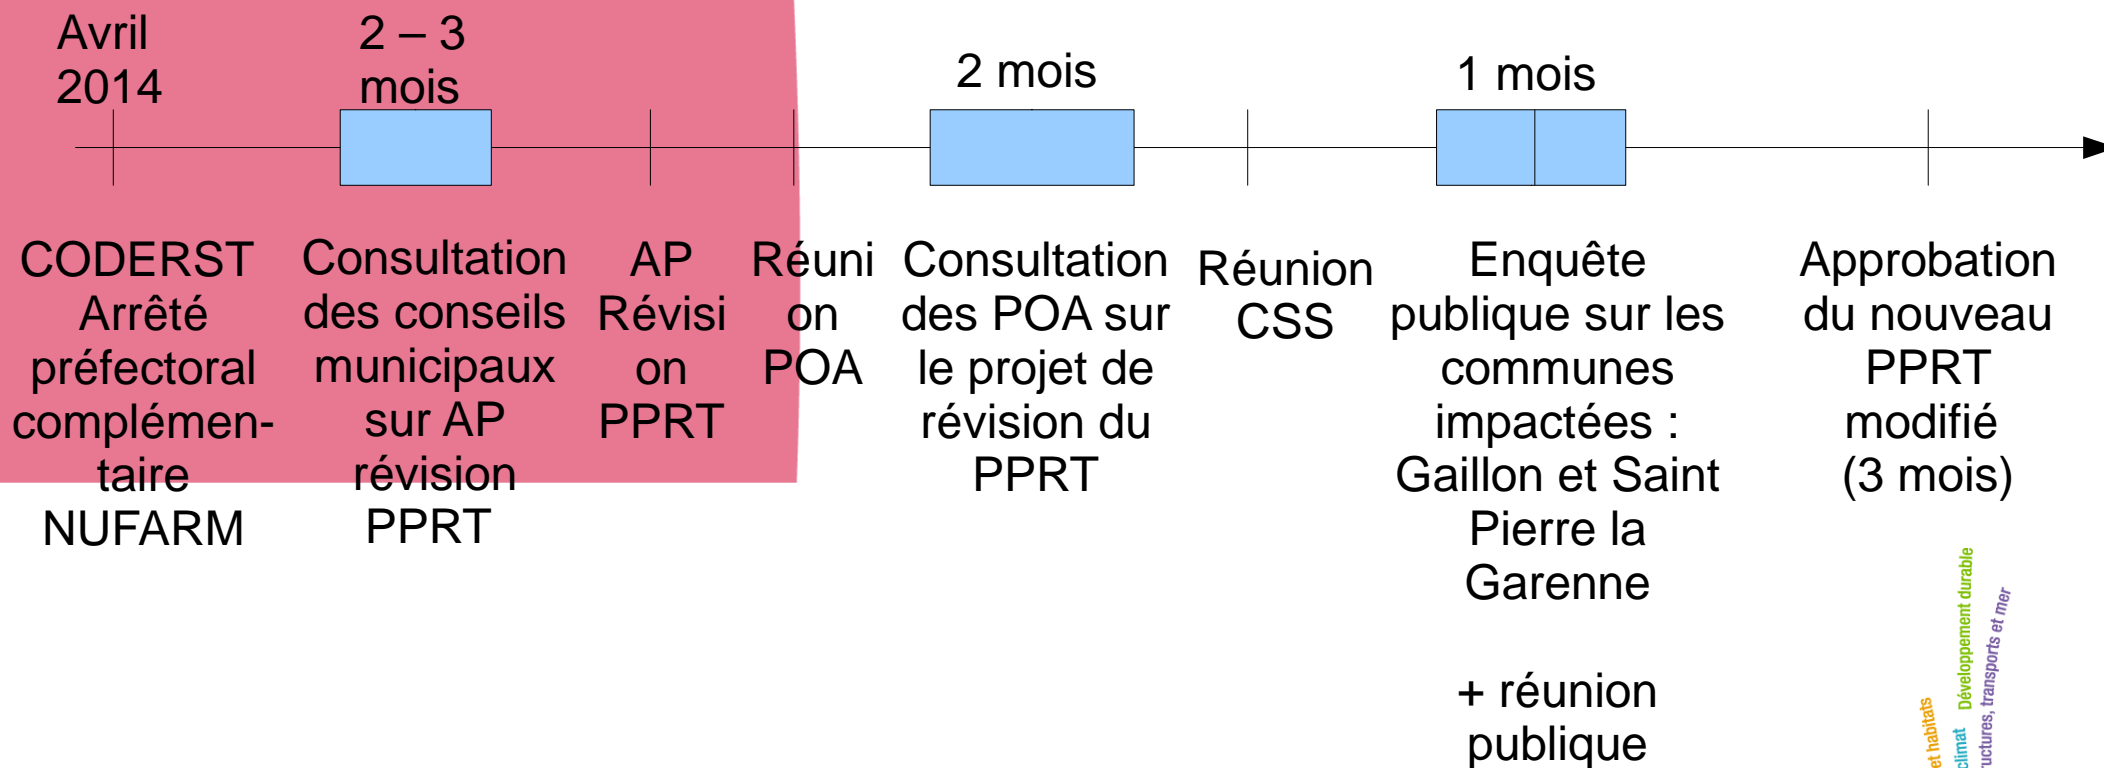 Avril
2014
2 – 3
mois
2 mois
1 mois
CODERST
Arrêté
préfectoral
complémen-
taire
NUFARM
Consultation
des conseils
municipaux
sur AP
révision
PPRT
AP
Révisi
on
PPRT
Réuni
on
POA
Consultation
des POA sur
le projet de
révision du
PPRT
Réunion
CSS
Enquête
publique sur les
communes
impactées :
Gaillon et Saint
Pierre la
Garenne
+ réunion
publique
Approbation
du nouveau
PPRT
modifié
(3 mois)
et habitats
climat
Développement durable
uctures, transports et mer